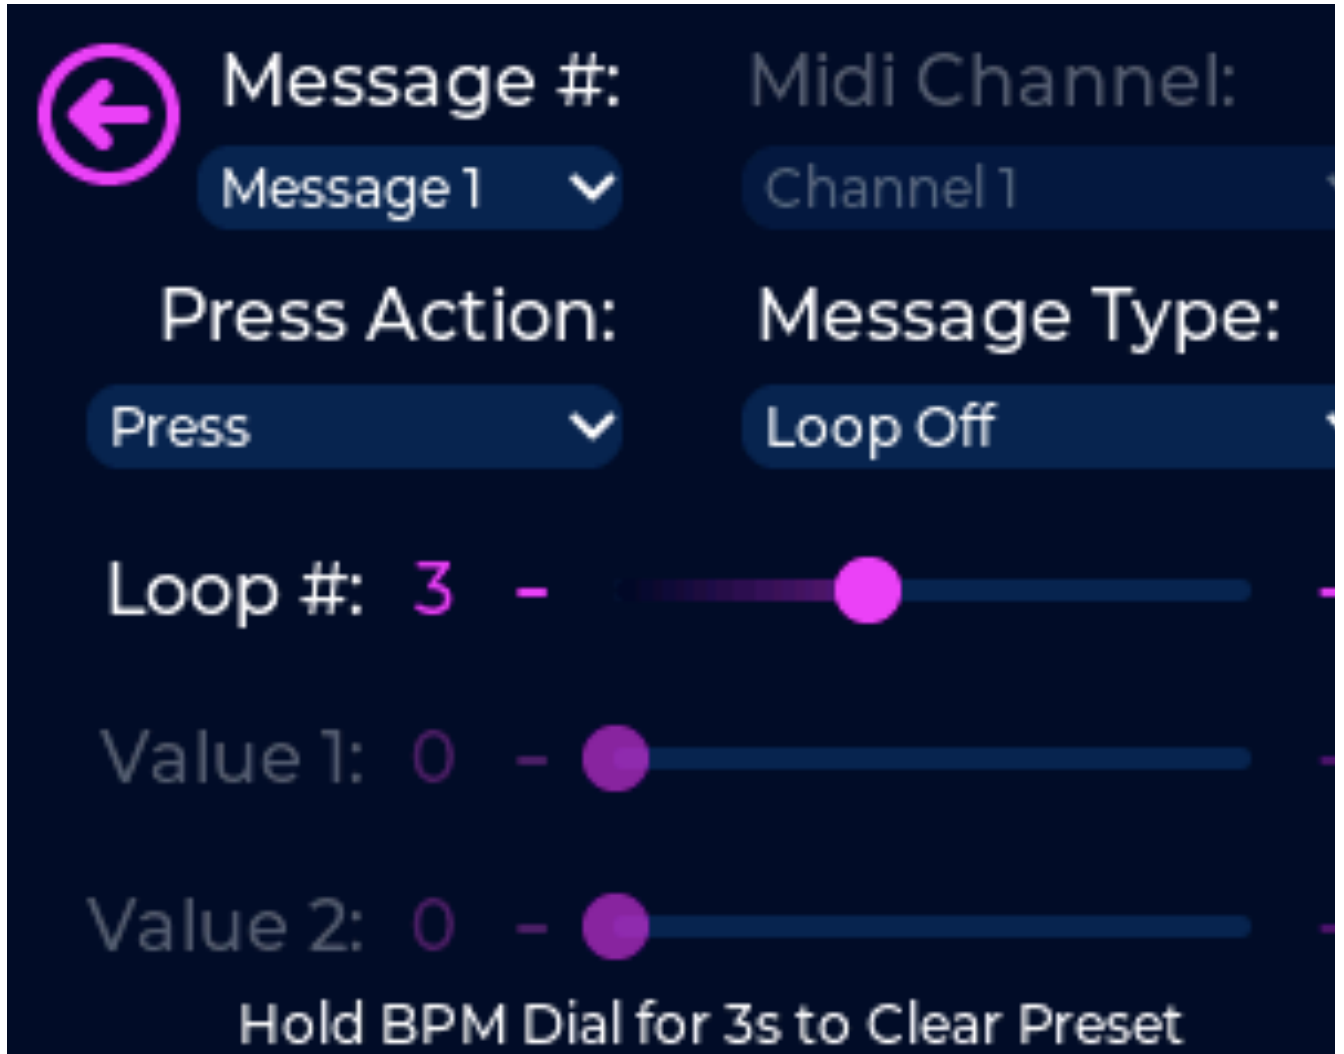 Message #: Midi Channel:
Message 1 Channel 1
Press Action: Message Type:
Press Loop Off
Loop #: 3 -
Value 1: 0 -
Value 2: 0 -
Hold BPM Dial for 3s to Clear Preset